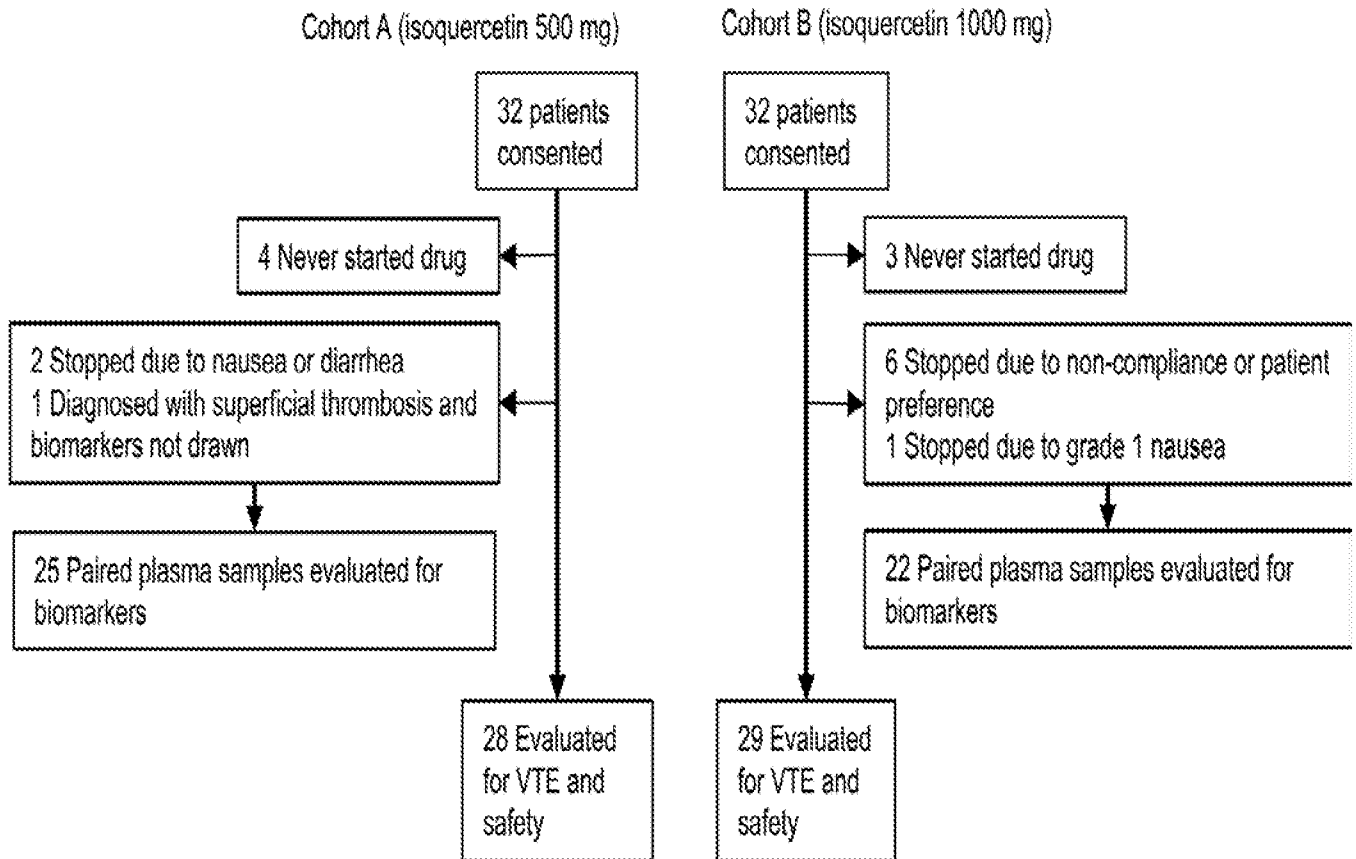 Cohort A (isoquercetin 500 mg)
Cohort B (isoquercetin 1000 mg)
32 patients
consented
32 patients
consented
4 Never started drug
3 Never started drug
2 Stopped due to nausea or diarrhea
1 Diagnosed with superficial thrombosis and
biomarkers not drawn
6 Stopped due to non-compliance or patient
preference
1 Stopped due to grade 1 nausea
25 Paired plasma samples evaluated for
biomarkers
22 Paired plasma samples evaluated for
biomarkers
28 Evaluated
for VTE and
safety
29 Evaluated
for VTE and
safety